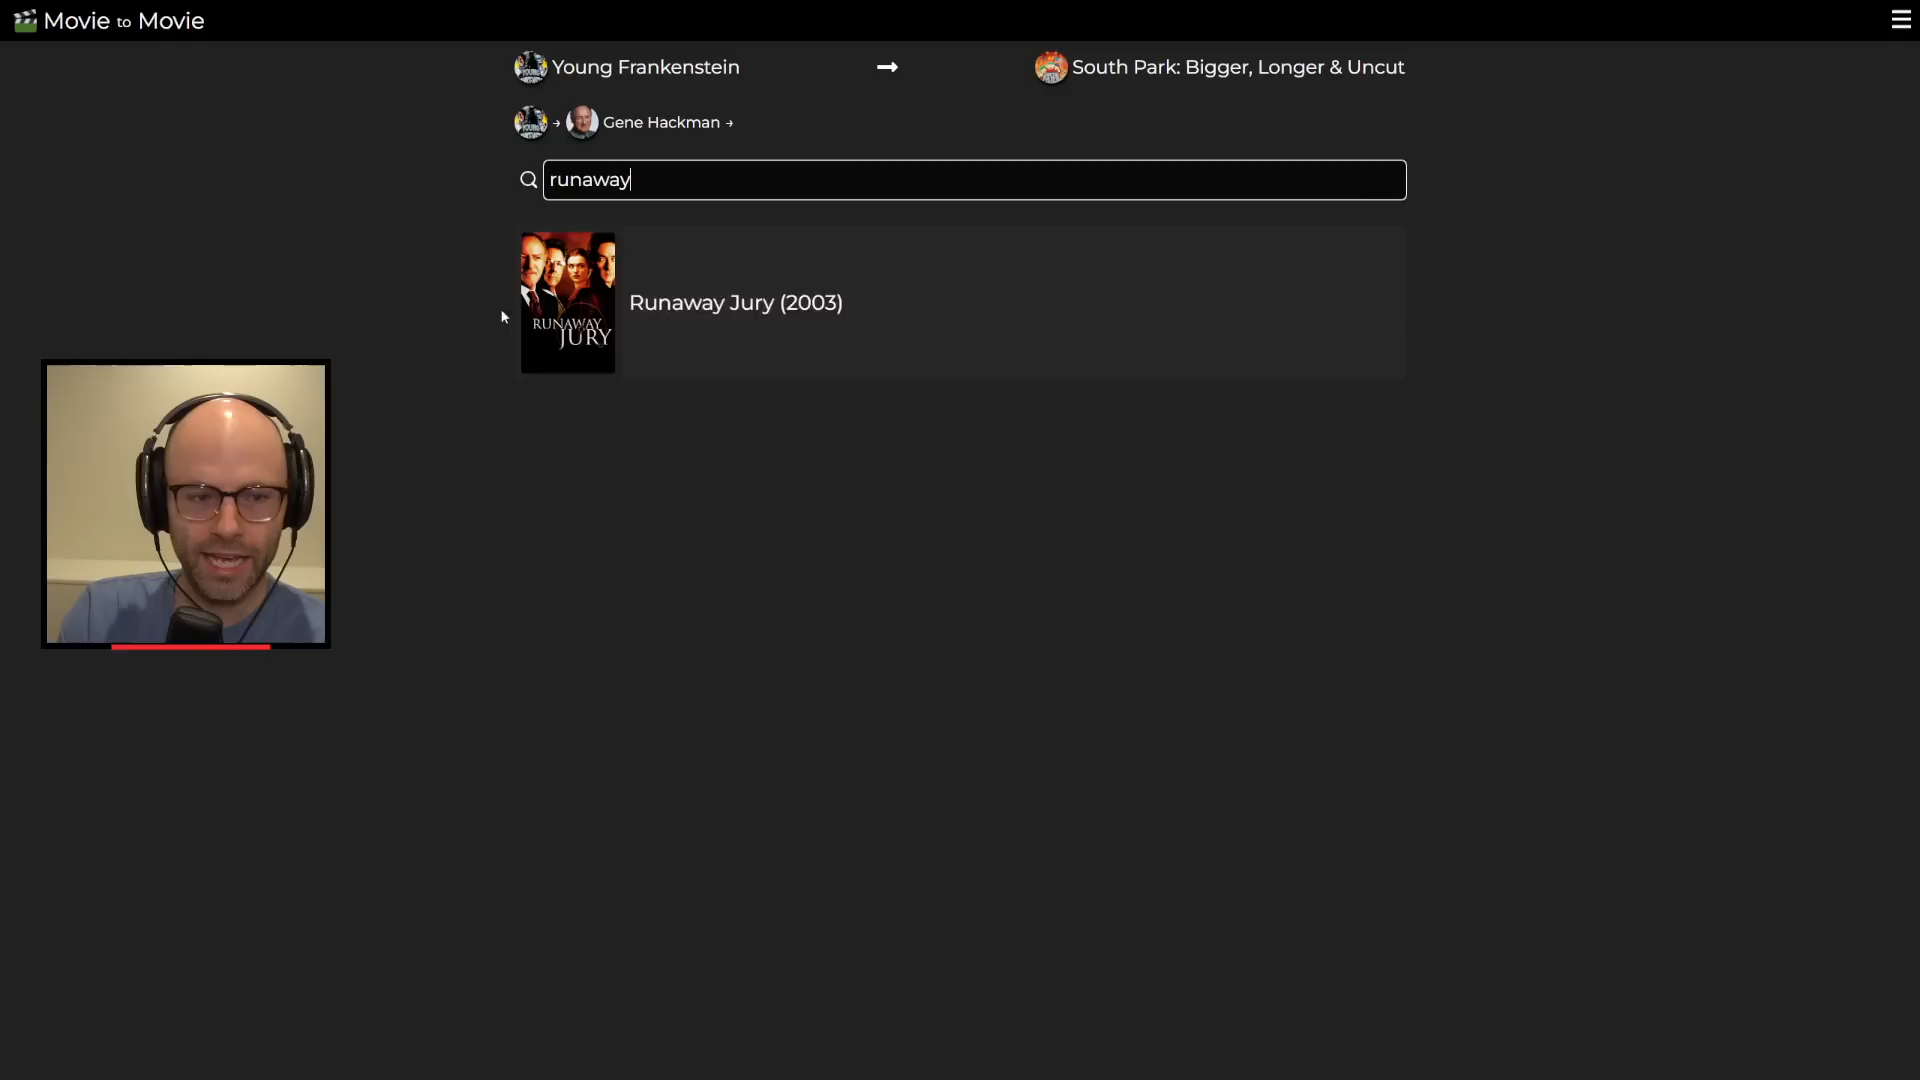 Movie to Movie
Young Frankenstein → South Park: Bigger, Longer & Uncut
→ Gene Hackman →
runaway
RUNAWAY
JURY
Runaway Jury (2003)